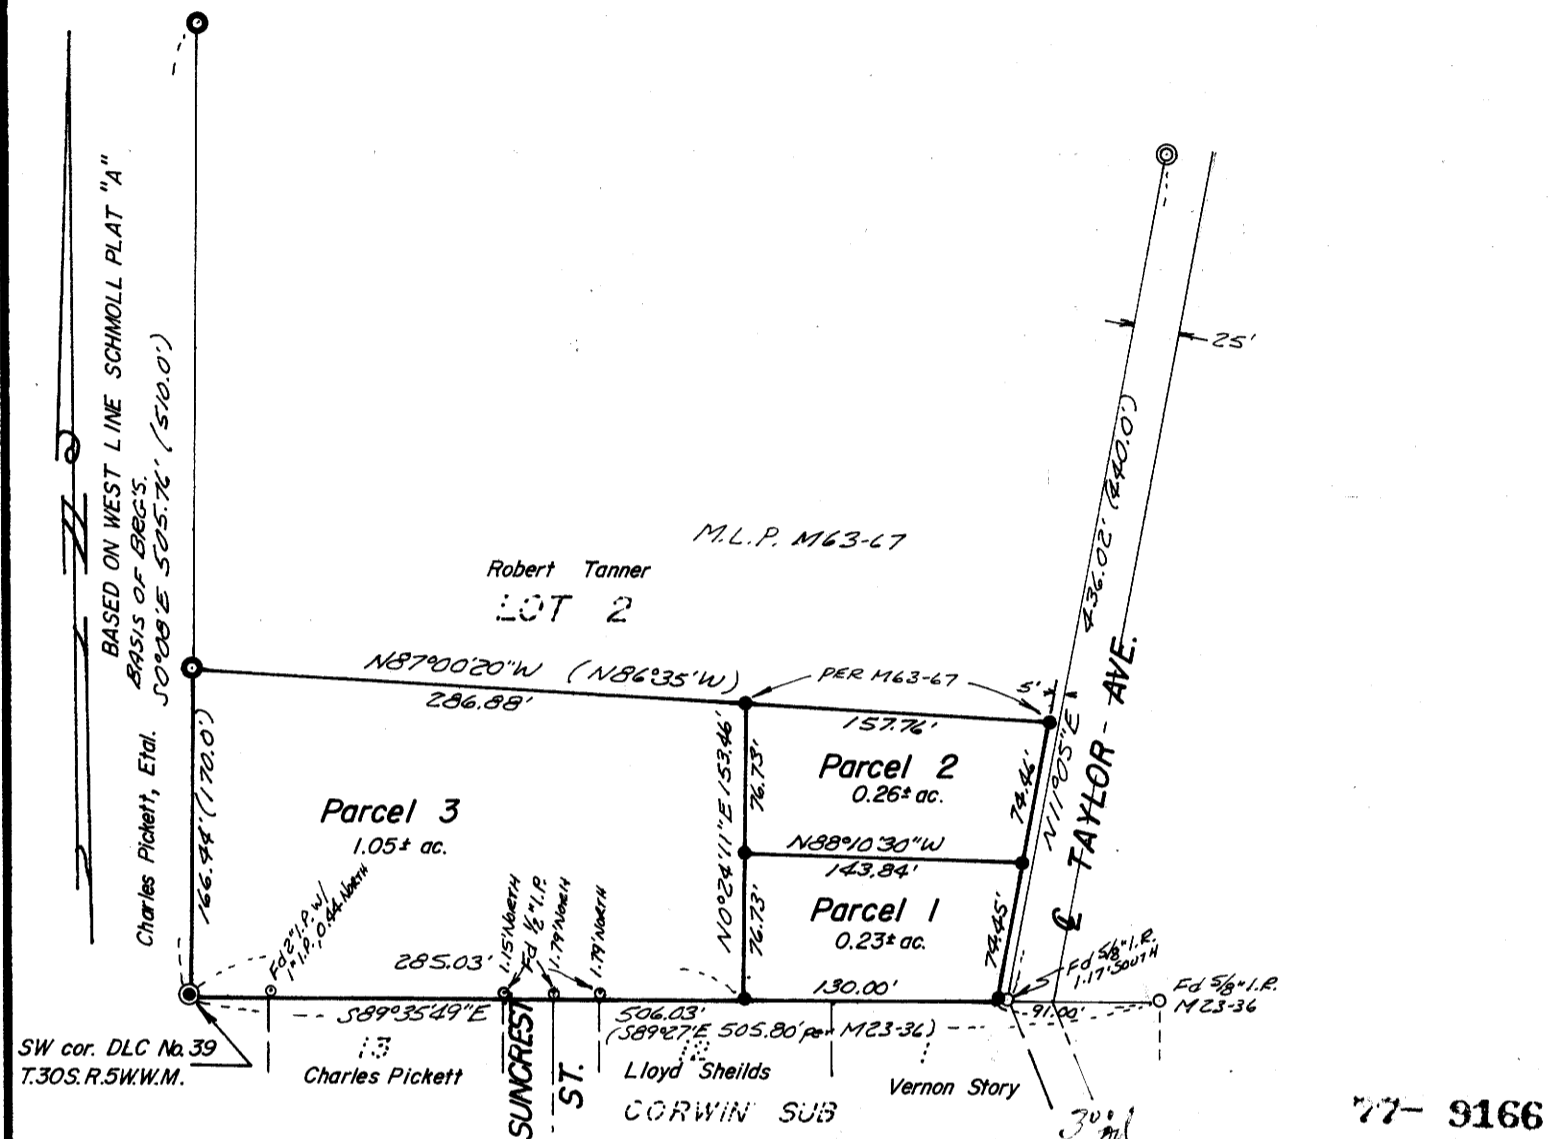 BASED ON WEST LINE SCHMOLL PLAT "A"
BASIS OF BRG'S.
S0°08'E 505.76' (510.0')
Charles Pickett, Etal.
166.44' (170.0')
25'
436.02' (440.0')
M.L.P. M63-67
Robert Tanner
LOT 2
N87°00'20"W (N86°35'W)
286.88'
PER M63-67
5'
157.76'
N11°05"E
TAYLOR - AVE.
Parcel 2
0.26± ac.
74.46'
N0°24'11"E 153.46'
76.73'
Parcel 3
1.05± ac.
N88°10'30"W
143.84'
Parcel 1
0.23± ac.
76.73'
74.45'
Fd 2" I.P. W/
1" I.P., 0.44 NORTH
285.03'
1.15' NORTH
Fd 1/2" I.P.
1.79' NORTH
1.79' NORTH
130.00'
Fd 5/8" I.R.
1.17' SOUTH
Fd 5/8" I.R.
M23-36
91.00'
S89°35'49"E
506.03'
(S89°27'E 505.80' per M23-36)
SW cor. DLC No. 39
T.30S.R.5W.W.M.
13
Charles Pickett
SUNCREST
ST.
12
Lloyd Sheilds
Vernon Story
CORWIN SUB
77- 9166